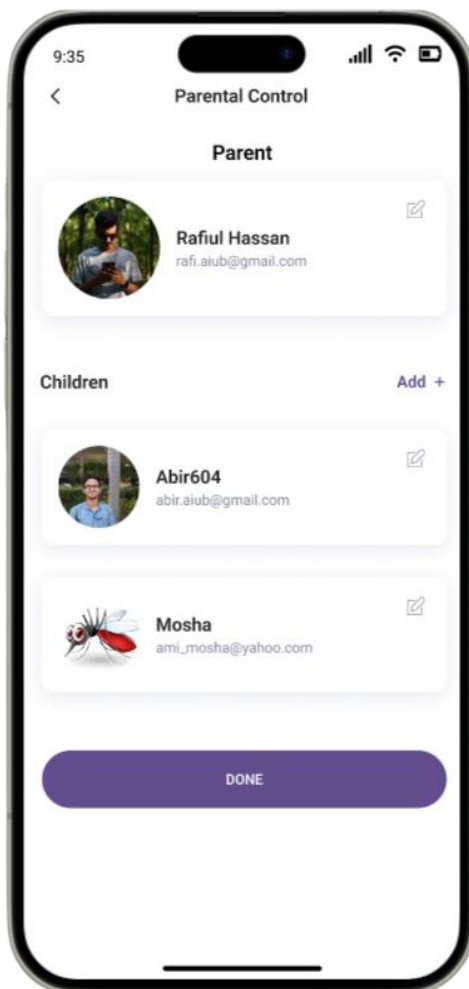 9:35
Parental Control
Parent
Rafiul Hassan
rafi.aiub@gmail.com
Children
Add +
Abir604
abir.aiub@gmail.com
Mosha
ami_mosha@yahoo.com
DONE